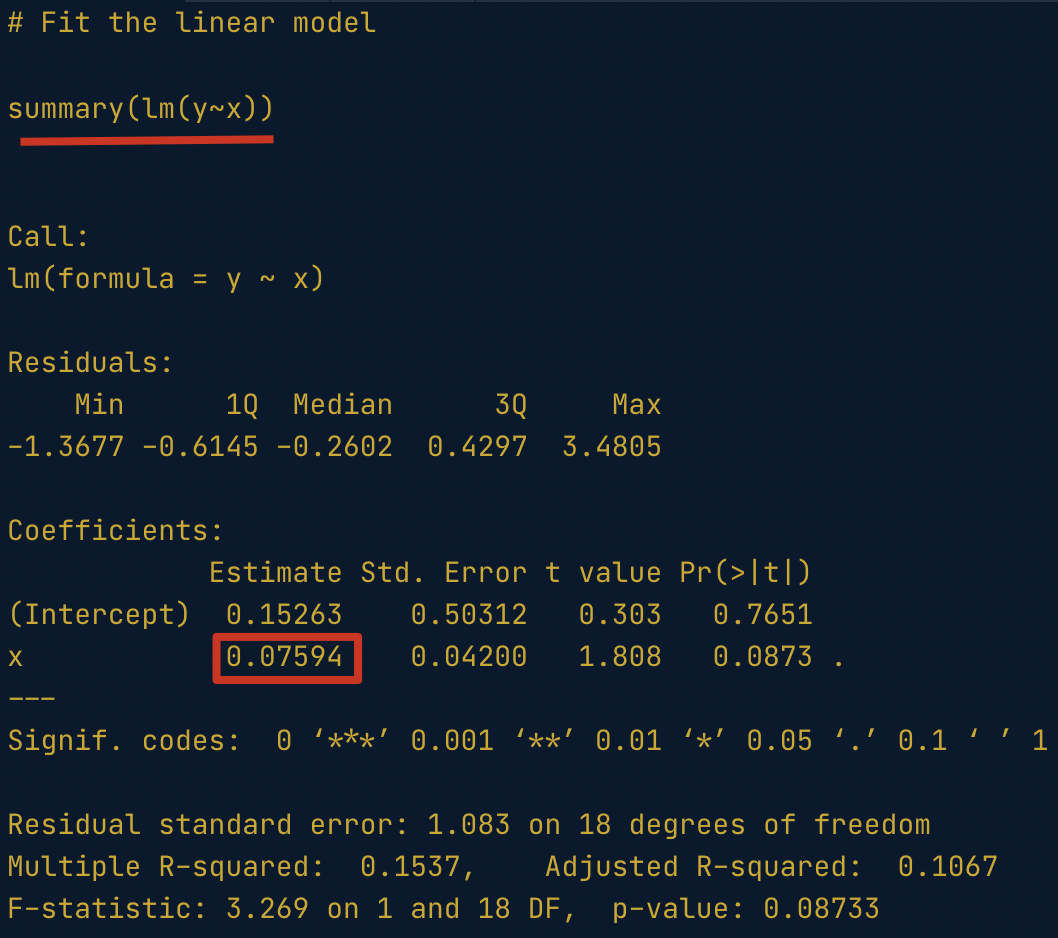 # Fit the linear model
summary(lm(y~x))
Call:
lm(formula = y ~ x)
Residuals:
    Min      1Q  Median      3Q     Max
-1.3677 -0.6145 -0.2602  0.4297  3.4805
Coefficients:
            Estimate Std. Error t value Pr(>|t|)
(Intercept)  0.15263    0.50312   0.303   0.7651
x            0.07594    0.04200   1.808   0.0873 .
---
Signif. codes:  0 ‘***’ 0.001 ‘**’ 0.01 ‘*’ 0.05 ‘.’ 0.1 ‘ ’ 1
Residual standard error: 1.083 on 18 degrees of freedom
Multiple R-squared:  0.1537,    Adjusted R-squared:  0.1067
F-statistic: 3.269 on 1 and 18 DF,  p-value: 0.08733